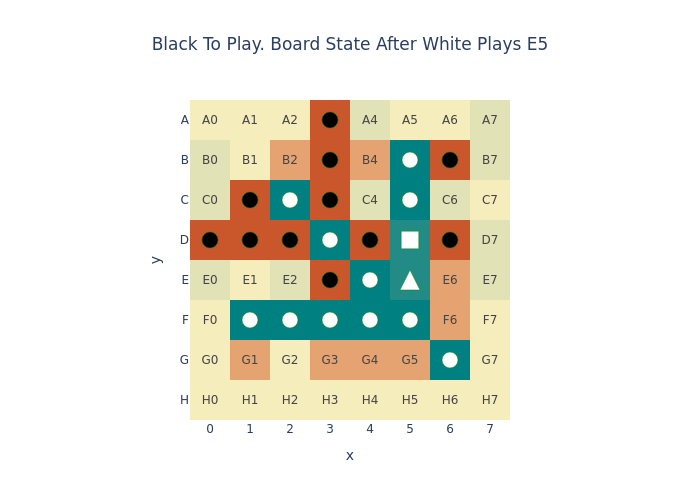 Black To Play. Board State After White Plays E5
A A0 A1 A2 A4 A5 A6 A7
B B0 B1 B2 B4 B7
C C0 C4 C6 C7
D D7
E E0 E1 E2 E6 E7
F F0 F6 F7
G G0 G1 G2 G3 G4 G5 G7
H H0 H1 H2 H3 H4 H5 H6 H7
0 1 2 3 4 5 6 7
x
y